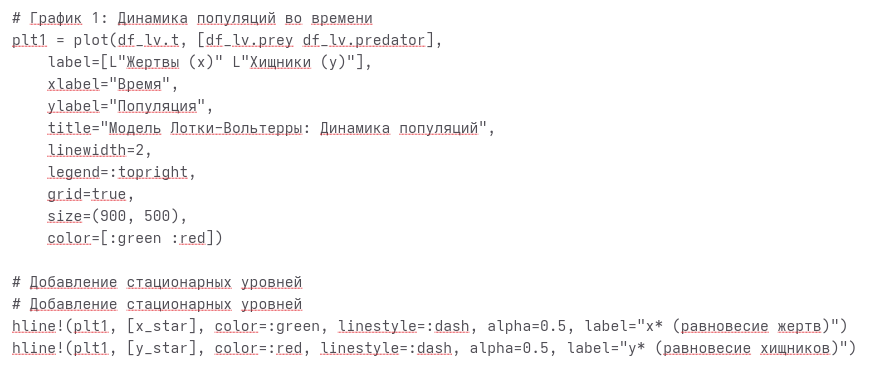 # График 1: Динамика популяций во времени
plt1 = plot(df_lv.t, [df_lv.prey df_lv.predator],
    label=[L"Жертвы (x)" L"Хищники (y)"],
    xlabel="Время",
    ylabel="Популяция",
    title="Модель Лотки-Вольтерры: Динамика популяций",
    linewidth=2,
    legend=:topright,
    grid=true,
    size=(900, 500),
    color=[:green :red])

# Добавление стационарных уровней
# Добавление стационарных уровней
hline!(plt1, [x_star], color=:green, linestyle=:dash, alpha=0.5, label="x* (равновесие жертв)")
hline!(plt1, [y_star], color=:red, linestyle=:dash, alpha=0.5, label="y* (равновесие хищников)")